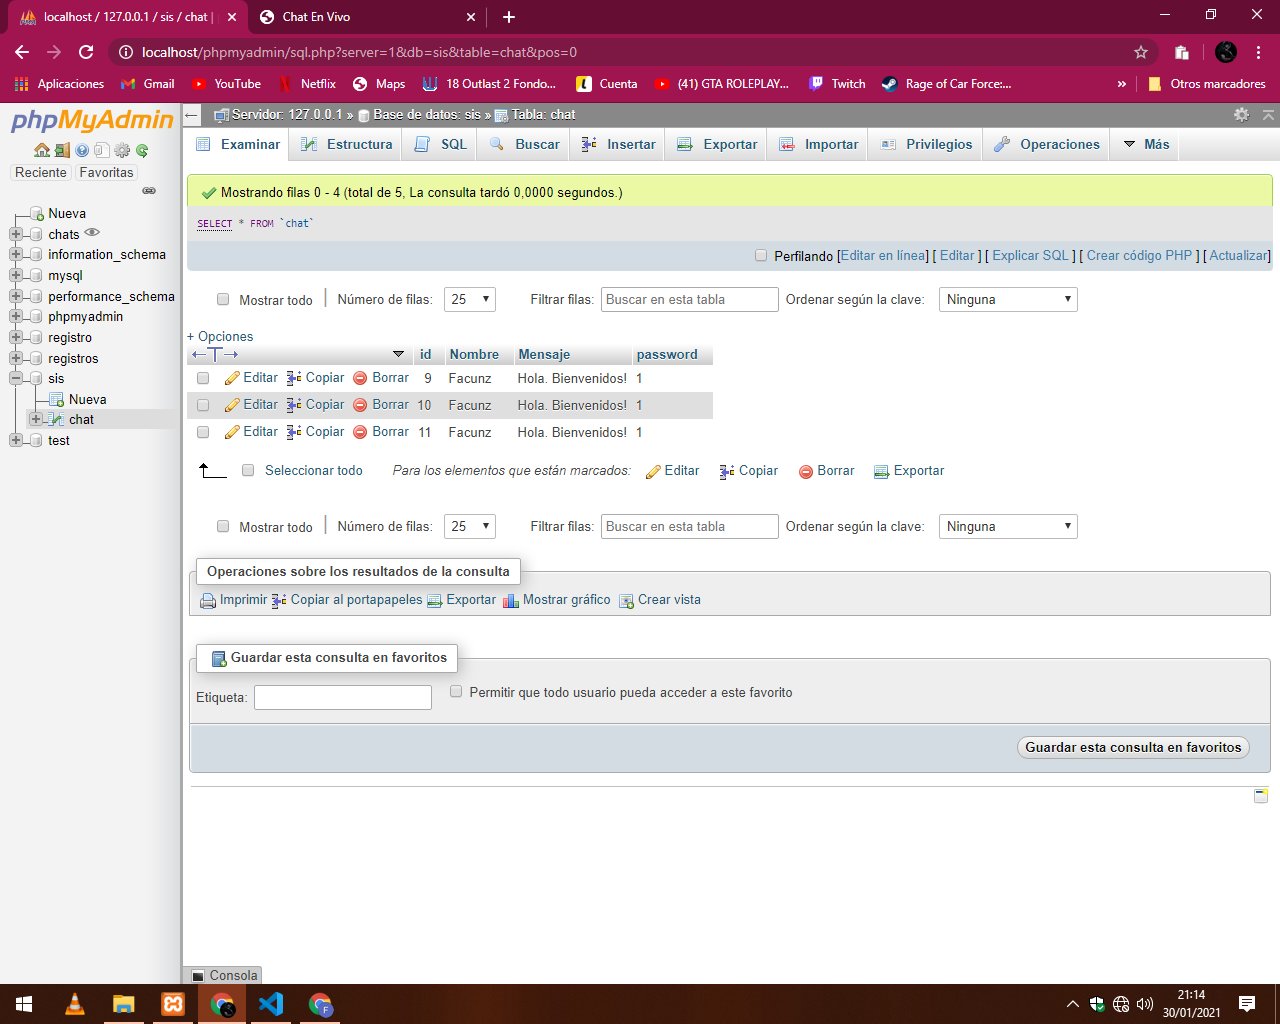 localhost / 127.0.0.1 / sis / chat |
Chat En Vivo
localhost/phpmyadmin/sql.php?server=1&db=sis&table=chat&pos=0
Aplicaciones
Gmail
YouTube
Netflix
Maps
18 Outlast 2 Fondo...
Cuenta
(41) GTA ROLEPLAY...
Twitch
Rage of Car Force:...
»
Otros marcadores
phpMyAdmin
Reciente
Favoritas
Nueva
chats
information_schema
mysql
performance_schema
phpmyadmin
registro
registros
sis
Nueva
chat
test
Servidor: 127.0.0.1 » Base de datos: sis » Tabla: chat
Examinar
Estructura
SQL
Buscar
Insertar
Exportar
Importar
Privilegios
Operaciones
Más
Mostrando filas 0 - 4 (total de 5, La consulta tardó 0,0000 segundos.)
SELECT * FROM `chat`
Perfilando [Editar en línea] [ Editar ] [ Explicar SQL ] [ Crear código PHP ] [ Actualizar]
Mostrar todo
Número de filas:
25
Filtrar filas:
Buscar en esta tabla
Ordenar según la clave:
Ninguna
+ Opciones
id Nombre Mensaje password
Editar Copiar Borrar 9 Facunz Hola. Bienvenidos! 1
Editar Copiar Borrar 10 Facunz Hola. Bienvenidos! 1
Editar Copiar Borrar 11 Facunz Hola. Bienvenidos! 1
Seleccionar todo
Para los elementos que están marcados:
Editar
Copiar
Borrar
Exportar
Mostrar todo
Número de filas:
25
Filtrar filas:
Buscar en esta tabla
Ordenar según la clave:
Ninguna
Operaciones sobre los resultados de la consulta
Imprimir
Copiar al portapapeles
Exportar
Mostrar gráfico
Crear vista
Guardar esta consulta en favoritos
Etiqueta:
Permitir que todo usuario pueda acceder a este favorito
Guardar esta consulta en favoritos
Consola
F
21:14
30/01/2021